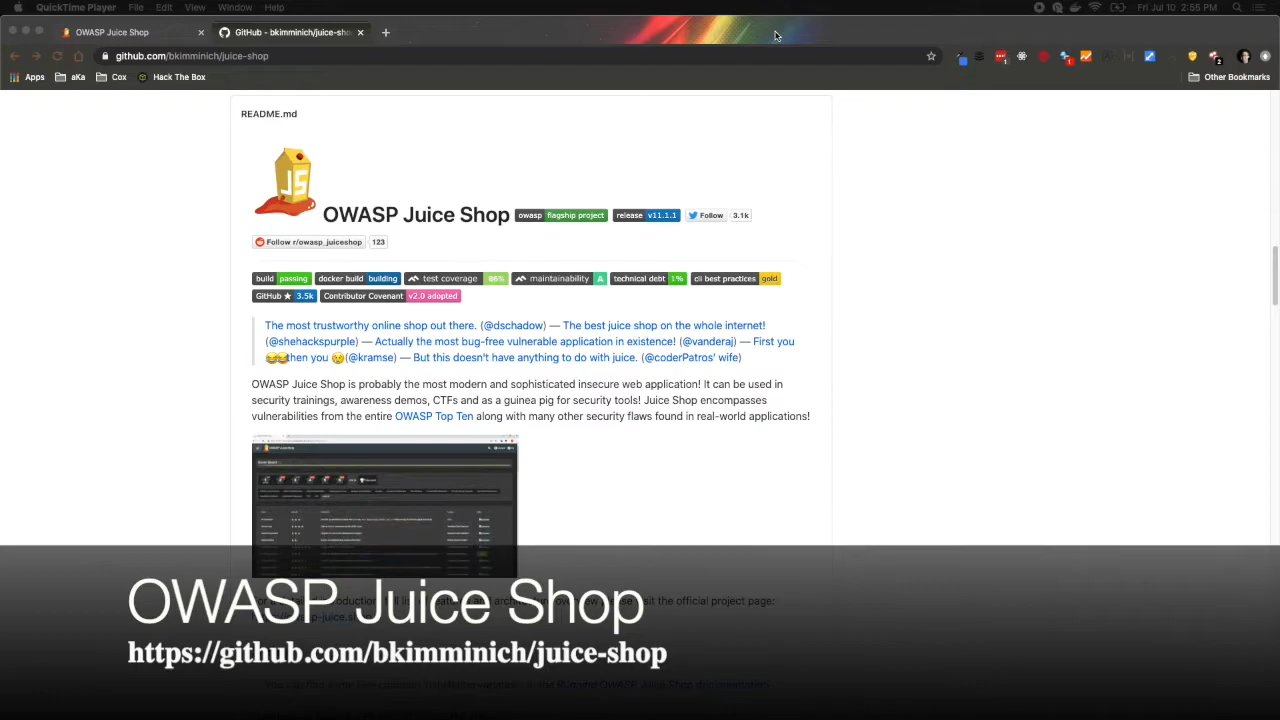 QuickTime Player File Edit View Window Help Fri Jul 10 2:55 PM
OWASP Juice Shop GitHub - bkimminich/juice-sho
github.com/bkimminich/juice-shop
Apps aKa Cox Hack The Box Other Bookmarks
README.md
JS
OWASP Juice Shop owasp flagship project release v11.1.1 Follow 3.1k
Follow r/owasp_juiceshop 123
build passing docker build building test coverage 86% maintainability A technical debt 1% cii best practices gold
GitHub ★ 3.5k Contributor Covenant v2.0 adopted
The most trustworthy online shop out there. (@dschadow) — The best juice shop on the whole internet!
(@shehackspurple) — Actually the most bug-free vulnerable application in existence! (@vanderaj) — First you
😂😂then you 😢(@kramse) — But this doesn't have anything to do with juice. (@coderPatros' wife)
OWASP Juice Shop is probably the most modern and sophisticated insecure web application! It can be used in
security trainings, awareness demos, CTFs and as a guinea pig for security tools! Juice Shop encompasses
vulnerabilities from the entire OWASP Top Ten along with many other security flaws found in real-world applications!
visit the official project page:
OWASP Juice Shop
https://github.com/bkimminich/juice-shop